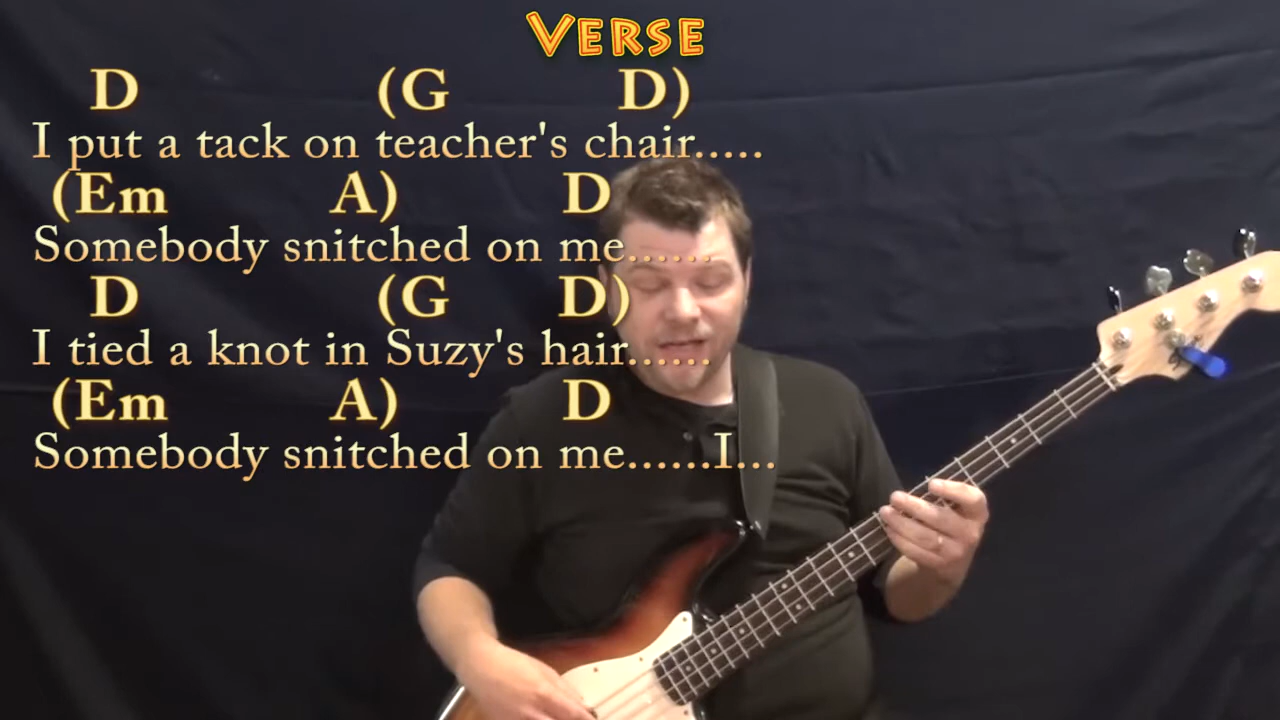 VERSE
D (G D)
I put a tack on teacher's chair.....
(Em A) D
Somebody snitched on me......
D (G D)
I tied a knot in Suzy's hair......
(Em A) D
Somebody snitched on me......I...